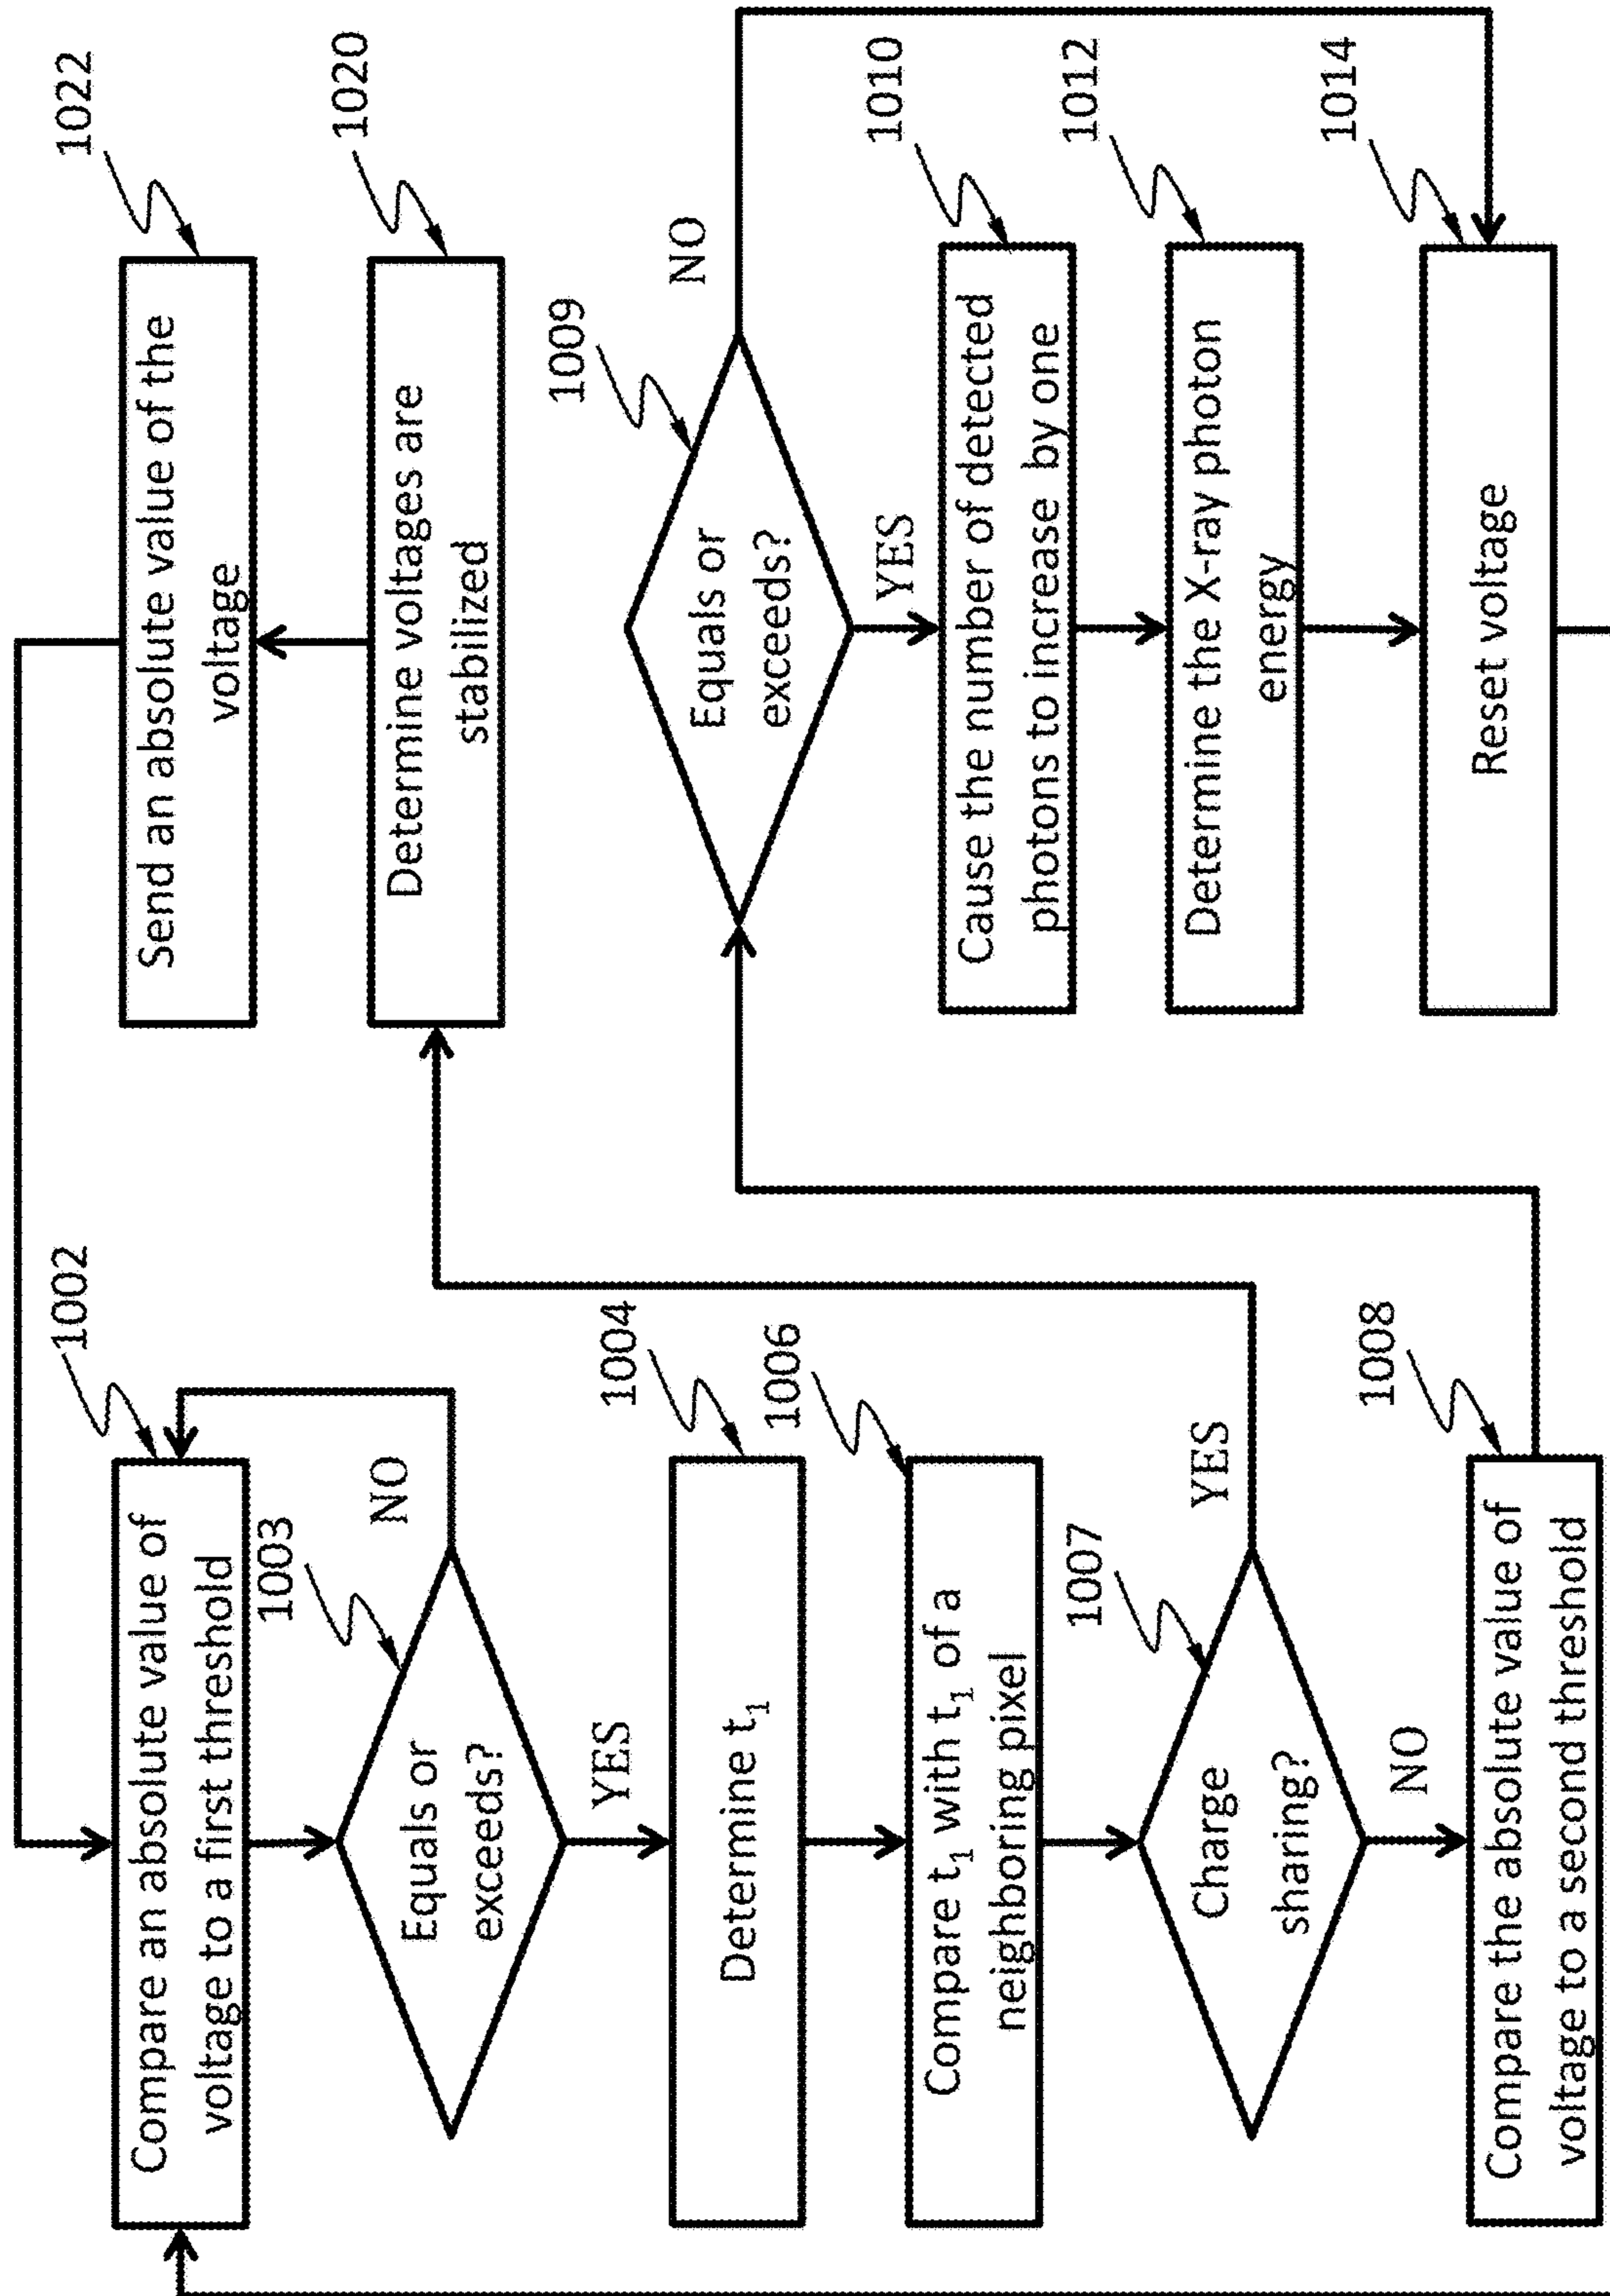 1002
Compare an absolute value of
voltage to a first threshold
1003
Equals or
exceeds?
NO
YES
1004
Determine t₁
1006
Compare t₁ with t₁ of a
neighboring pixel
1007
Charge
sharing?
YES
NO
1008
Compare the absolute value of
voltage to a second threshold
1022
Send an absolute value of the
voltage
1020
Determine voltages are
stabilized
1009
Equals or
exceeds?
NO
YES
1010
Cause the number of detected
photons to increase by one
1012
Determine the X-ray photon
energy
1014
Reset voltage